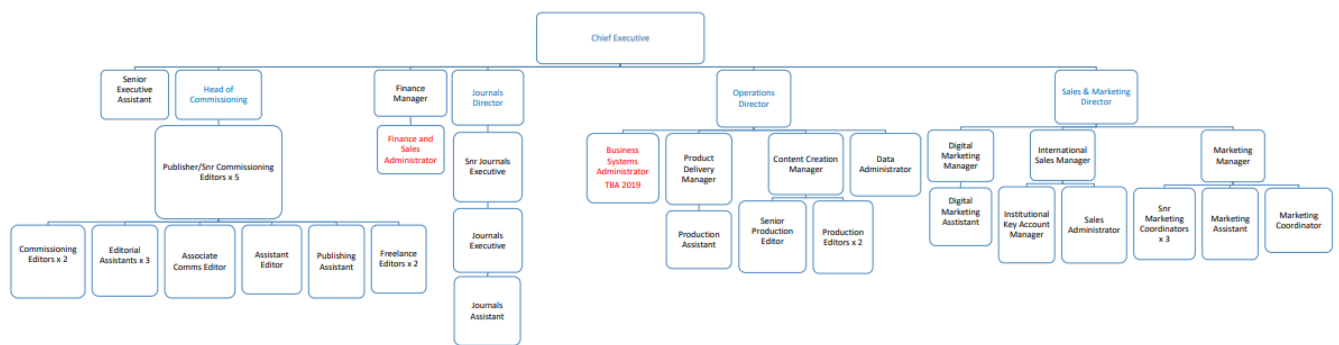 Chief Executive
Senior
Executive
Assistant
Head of
Commissioning
Finance
Manager
Journals
Director
Operations
Director
Sales & Marketing
Director
Publisher/Snr Commissioning
Editors x 5
Finance and
Sales
Administrator
Snr Journals
Executive
Business
Systems
Administrator
TBA 2019
Product
Delivery
Manager
Content Creation
Manager
Data
Administrator
Digital
Marketing
Manager
International
Sales Manager
Marketing
Manager
Commissioning
Editors x 2
Editorial
Assistants x 3
Associate
Comms Editor
Assistant
Editor
Publishing
Assistant
Freelance
Editors x 2
Journals
Executive
Journals
Assistant
Production
Assistant
Senior
Production
Editor
Production
Editors x 2
Digital
Marketing
Asstistant
Institutional
Key Account
Manager
Sales
Administrator
Snr
Marketing
Coordinators
x 3
Marketing
Assistant
Marketing
Coordinator